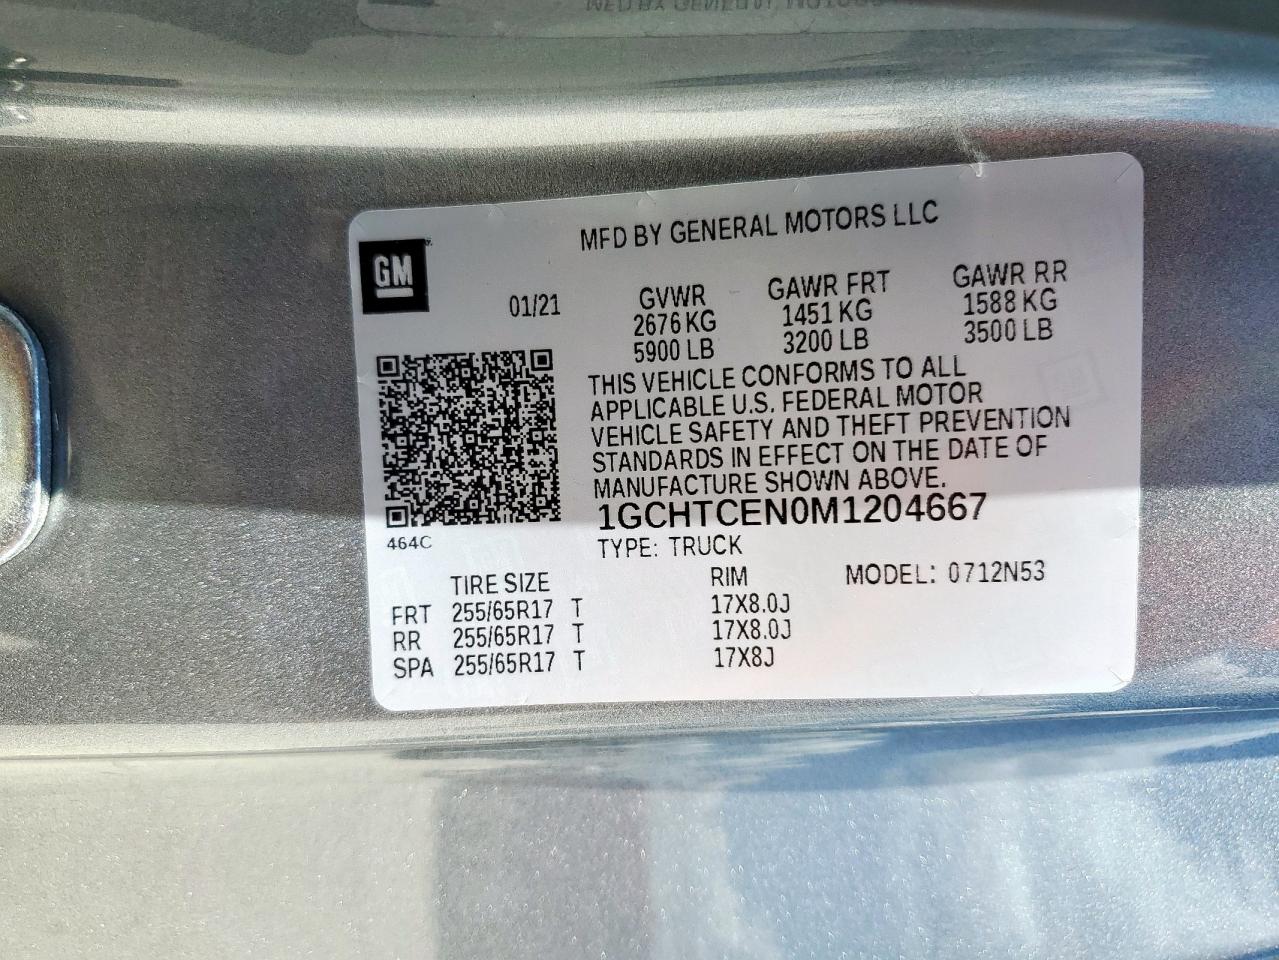 MFD BY GENERAL MOTORS LLC
GM
01/21 GVWR GAWR FRT GAWR RR
2676 KG 1451 KG 1588 KG
5900 LB 3200 LB 3500 LB
THIS VEHICLE CONFORMS TO ALL
APPLICABLE U.S. FEDERAL MOTOR
VEHICLE SAFETY AND THEFT PREVENTION
STANDARDS IN EFFECT ON THE DATE OF
MANUFACTURE SHOWN ABOVE.
1GCHTCEN0M1204667
464C
TYPE: TRUCK
TIRE SIZE RIM MODEL: 0712N53
FRT 255/65R17 T 17X8.0J
RR 255/65R17 T 17X8.0J
SPA 255/65R17 T 17X8J